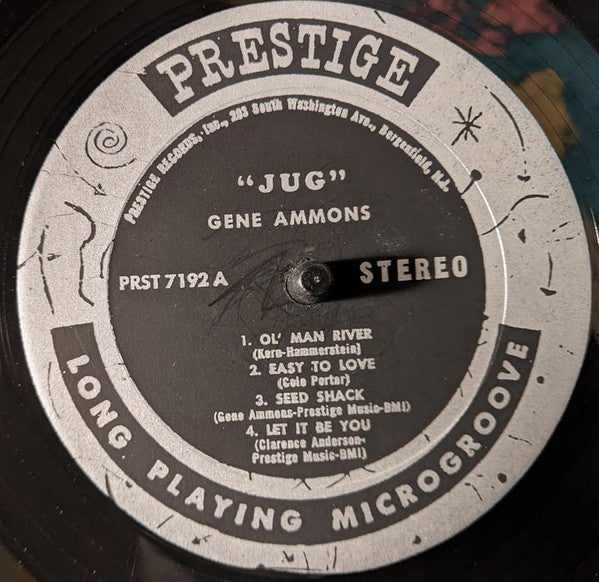 PRESTIGE
PRESTIGE RECORDS, Inc., 203 South Washington Ave., Bergenfield, N.J.
"JUG"
GENE AMMONS
PRST 7192 A
STEREO
1. OL' MAN RIVER
(Kern-Hammerstein)
2. EASY TO LOVE
(Cole Porter)
3. SEED SHACK
(Gene Ammons-Prestige Music-BMI)
4. LET IT BE YOU
(Clarence Anderson-
Prestige Music-BMI)
LONG PLAYING MICROGROOVE